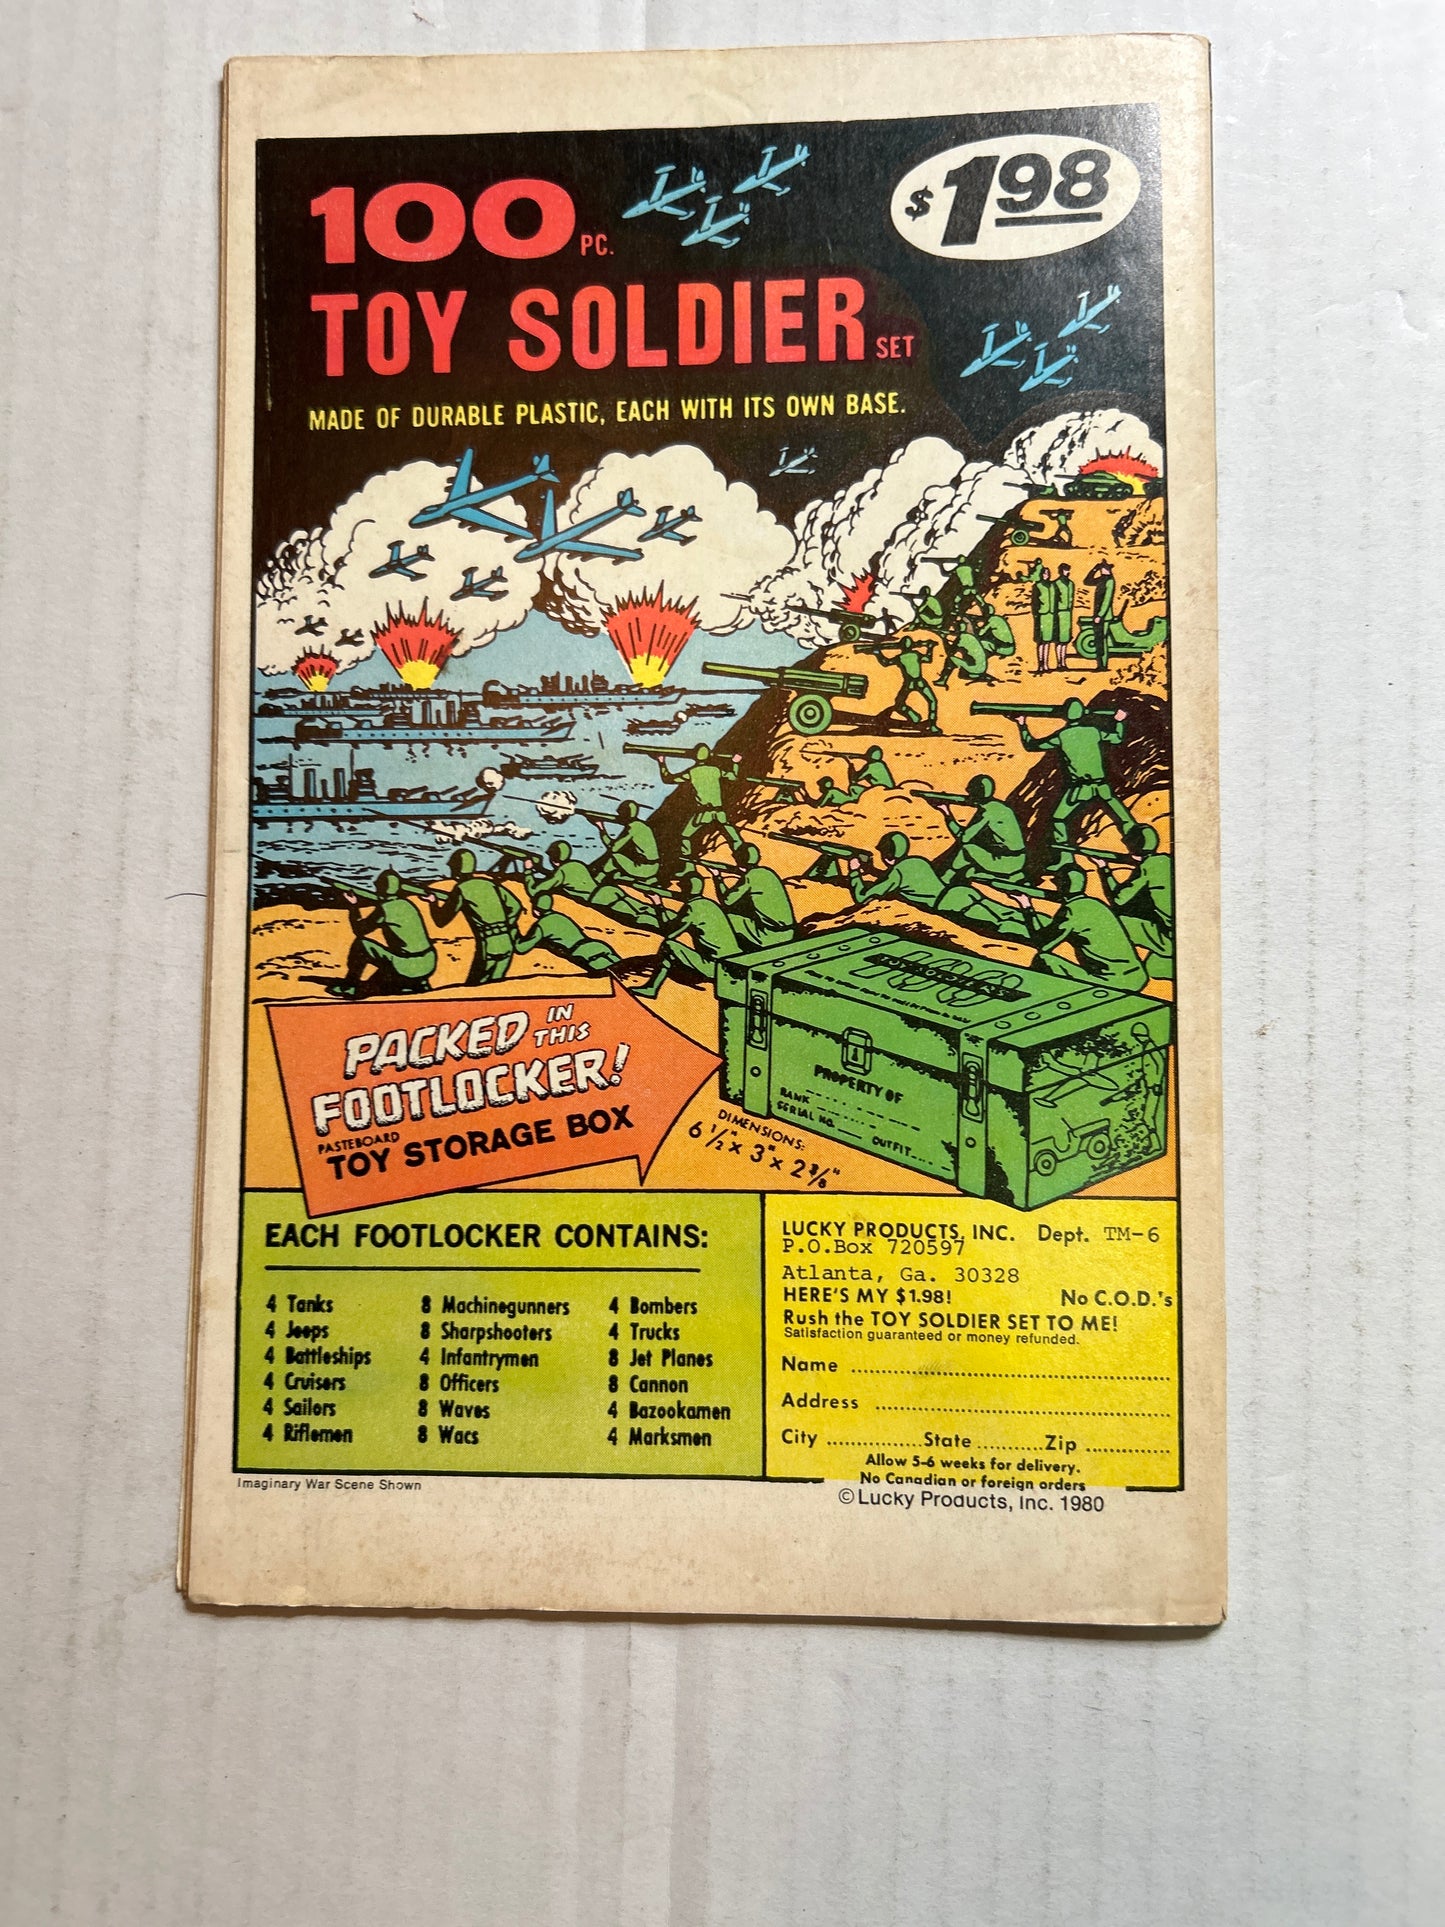 $1.98
100 PC.
TOY SOLDIER SET
MADE OF DURABLE PLASTIC, EACH WITH ITS OWN BASE.
PACKED IN THIS
FOOTLOCKER!
PASTEBOARD
TOY STORAGE BOX
TOY SOLDIERS
100
PROPERTY OF
RANK
SERIAL NO. OUTFIT
DIMENSIONS:
6 1/2" x 3" x 2 3/8"
EACH FOOTLOCKER CONTAINS:
4 Tanks
4 Jeeps
4 Battleships
4 Cruisers
4 Sailors
4 Riflemen
8 Machinegunners
8 Sharpshooters
4 Infantrymen
8 Officers
8 Waves
8 Wacs
4 Bombers
4 Trucks
8 Jet Planes
8 Cannon
4 Bazookamen
4 Marksmen
LUCKY PRODUCTS, INC. Dept. TM-6
P.O.Box 720597
Atlanta, Ga. 30328
HERE'S MY $1.98! No C.O.D.'s
Rush the TOY SOLDIER SET TO ME!
Satisfaction guaranteed or money refunded.
Name
Address
City State Zip
Allow 5-6 weeks for delivery.
No Canadian or foreign orders
Imaginary War Scene Shown
© Lucky Products, Inc. 1980